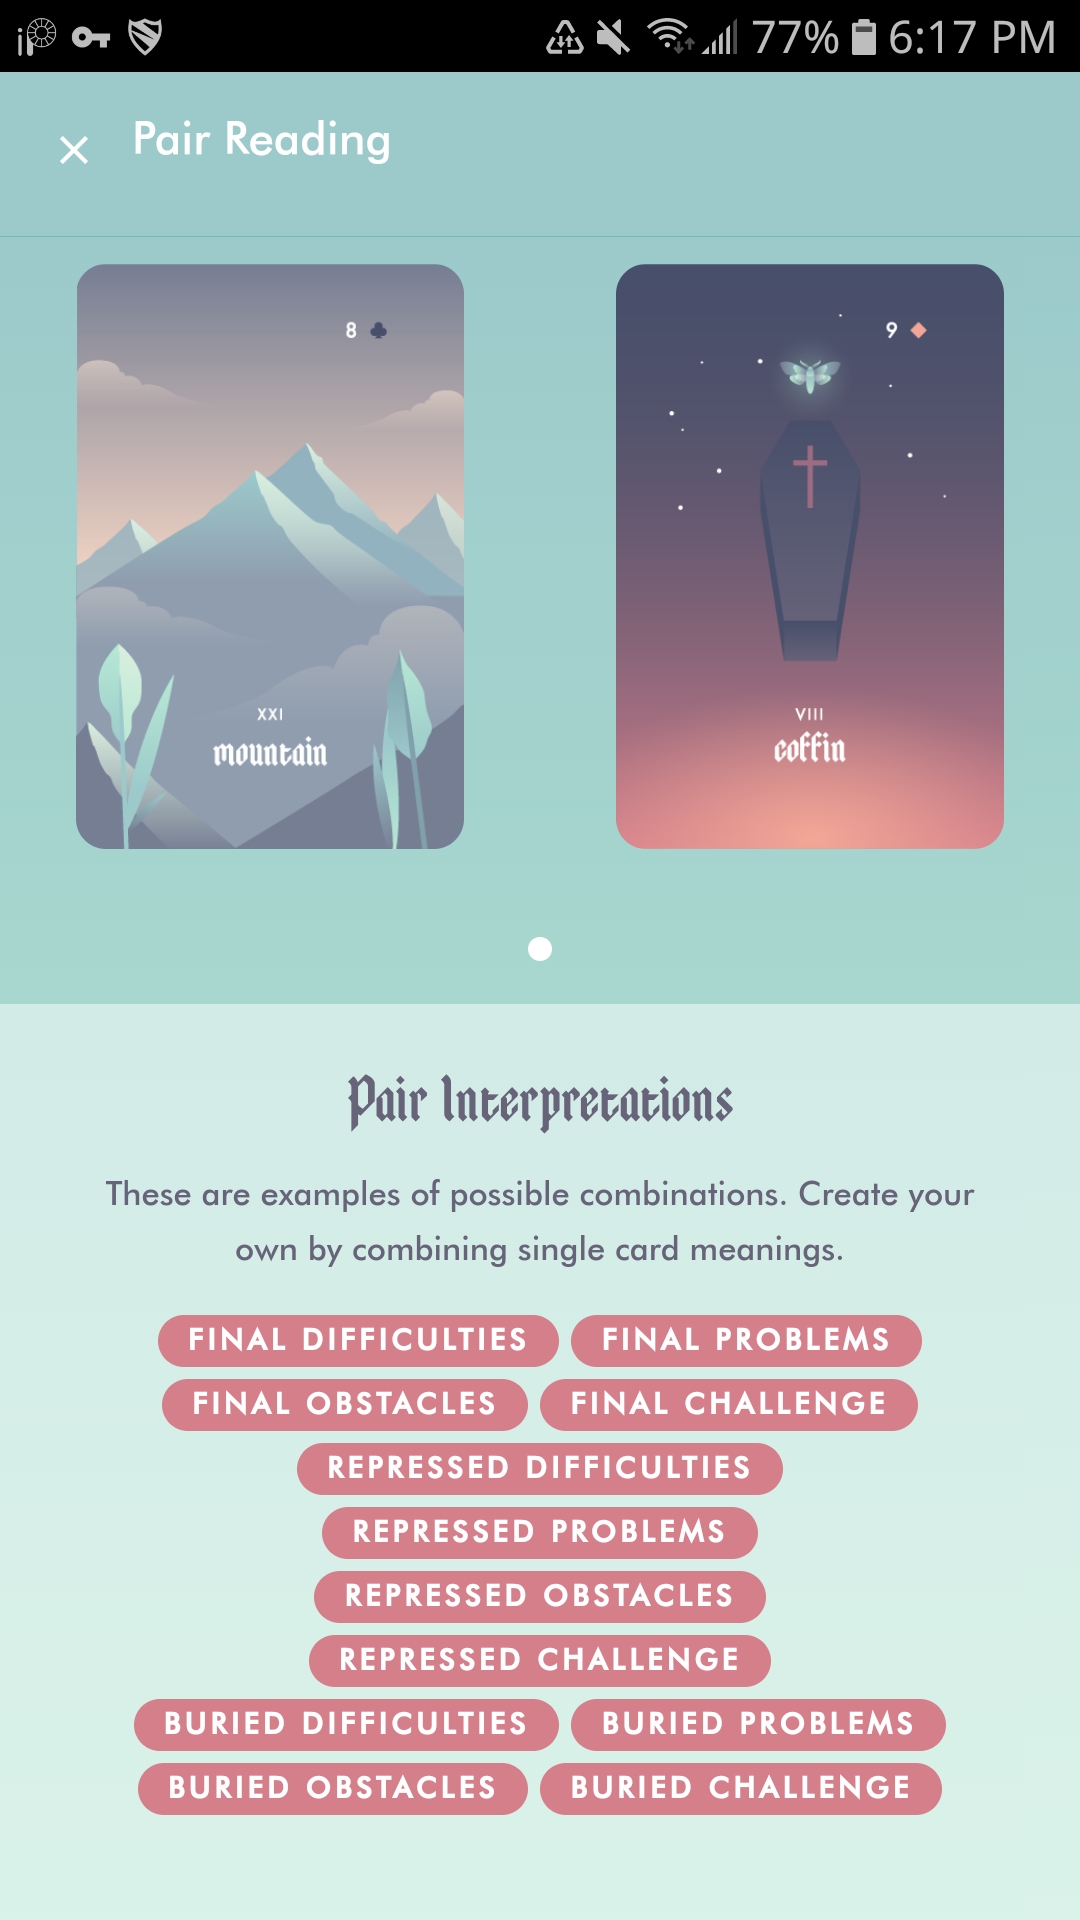 77% 6:17 PM
Pair Reading
8
9
XXI
mountain
VIII
coffin
Pair Interpretations
These are examples of possible combinations. Create your
own by combining single card meanings.
FINAL DIFFICULTIES FINAL PROBLEMS
FINAL OBSTACLES FINAL CHALLENGE
REPRESSED DIFFICULTIES
REPRESSED PROBLEMS
REPRESSED OBSTACLES
REPRESSED CHALLENGE
BURIED DIFFICULTIES BURIED PROBLEMS
BURIED OBSTACLES BURIED CHALLENGE